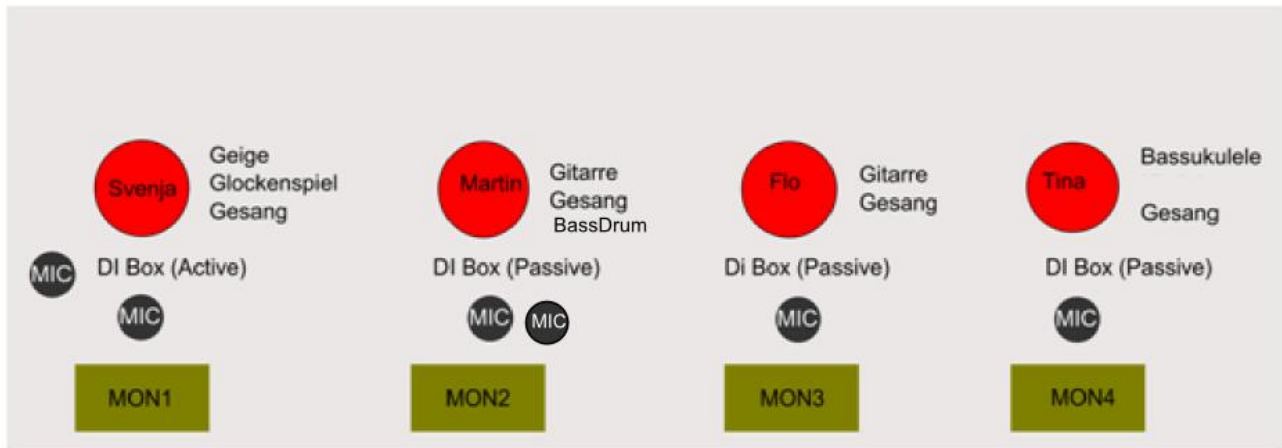 Svenja
Geige
Glockenspiel
Gesang
Martin
Gitarre
Gesang
BassDrum
Flo
Gitarre
Gesang
Tina
Bassukulele
Gesang
MIC
DI Box (Active)
MIC
DI Box (Passive)
MIC
MIC
Di Box (Passive)
MIC
DI Box (Passive)
MIC
MON1
MON2
MON3
MON4